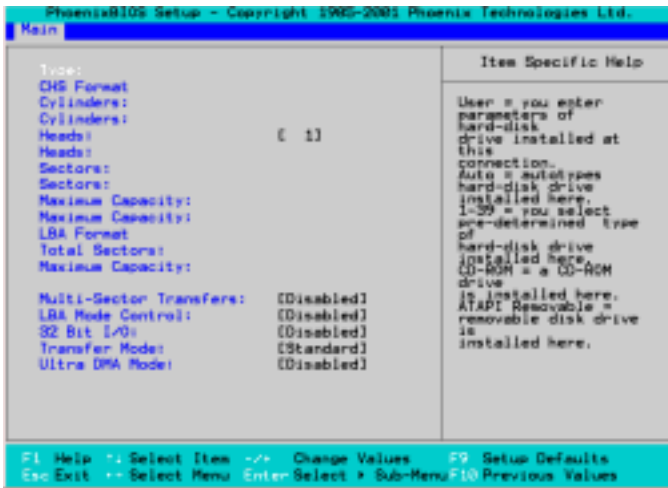 PhoenixBIOS Setup - Copyright 1985-2001 Phoenix Technologies Ltd.
Main
Type:
CHS Format
Cylinders:
Cylinders:
Heads: [ 1]
Heads:
Sectors:
Sectors:
Maximum Capacity:
Maximum Capacity:
LBA Format
Total Sectors:
Maximum Capacity:
Multi-Sector Transfers: [Disabled]
LBA Mode Control: [Disabled]
32 Bit I/O: [Disabled]
Transfer Mode: [Standard]
Ultra DMA Mode: [Disabled]
Item Specific Help
User = you enter
parameters of
hard-disk
drive installed at
this
connection.
Auto = autotypes
hard-disk drive
installed here.
1-39 = you select
pre-determined type
of
hard-disk drive
installed here.
CD-ROM = a CD-ROM
drive
is installed here.
ATAPI Removable =
removable disk drive
is
installed here.
F1 Help ↑↓ Select Item -/+ Change Values F9 Setup Defaults
Esc Exit ↔ Select Menu Enter Select ▸ Sub-Menu F10 Previous Values